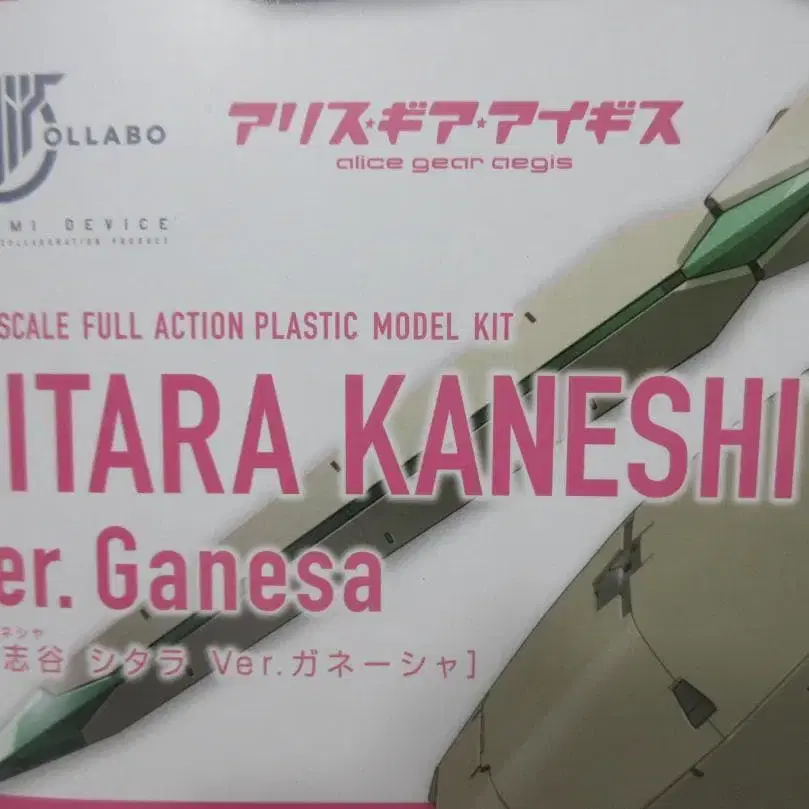 OLLABO
アリス★ギア★アイギス
alice gear aegis
MI DEVICE
COLLABORATION PRODUCT
SCALE FULL ACTION PLASTIC MODEL KIT
ITARA KANESHI
er. Ganesa
ネシャ
志谷 シタラ Ver.ガネーシャ]